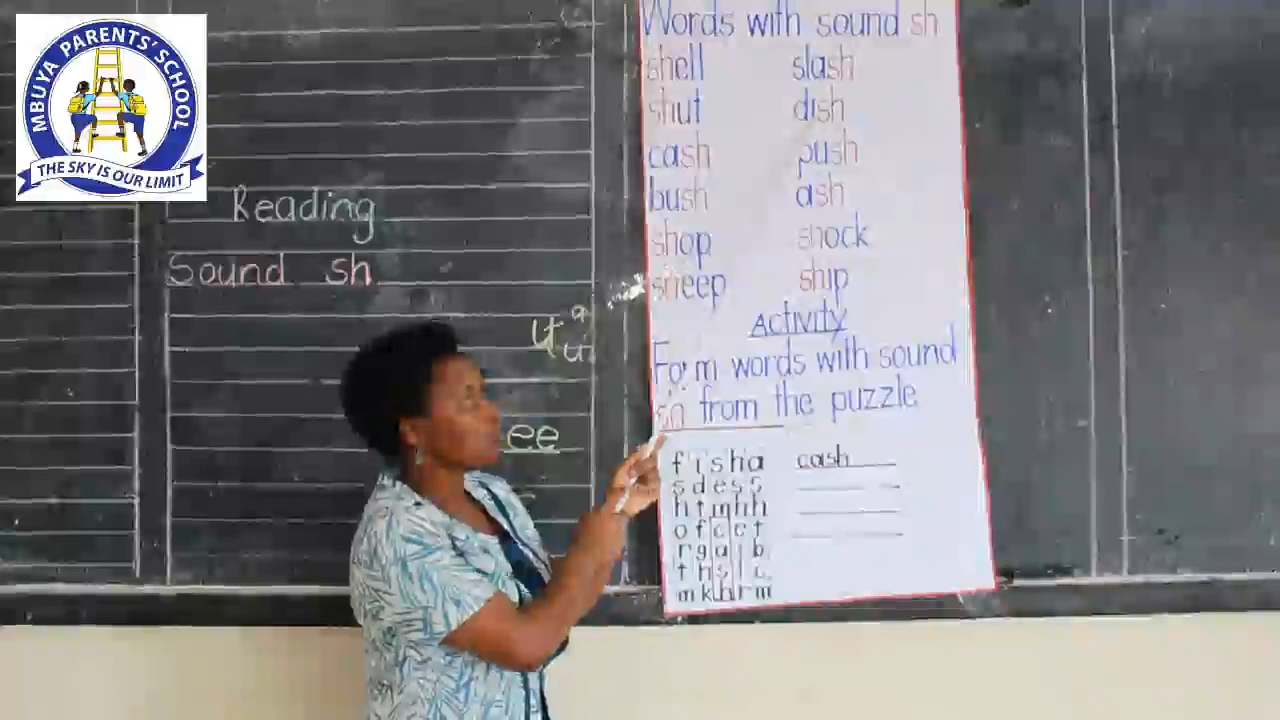 MBUYA PARENTS' SCHOOL
THE SKY IS OUR LIMIT
Reading
Sound sh
ee
Words with sound sh
shell slash
shut dish
cash push
bush ash
shop shock
sheep ship
Activity
Form words with sound
sh from the puzzle
f i s h a cash
s d e s s
h t m h h
o f c c t